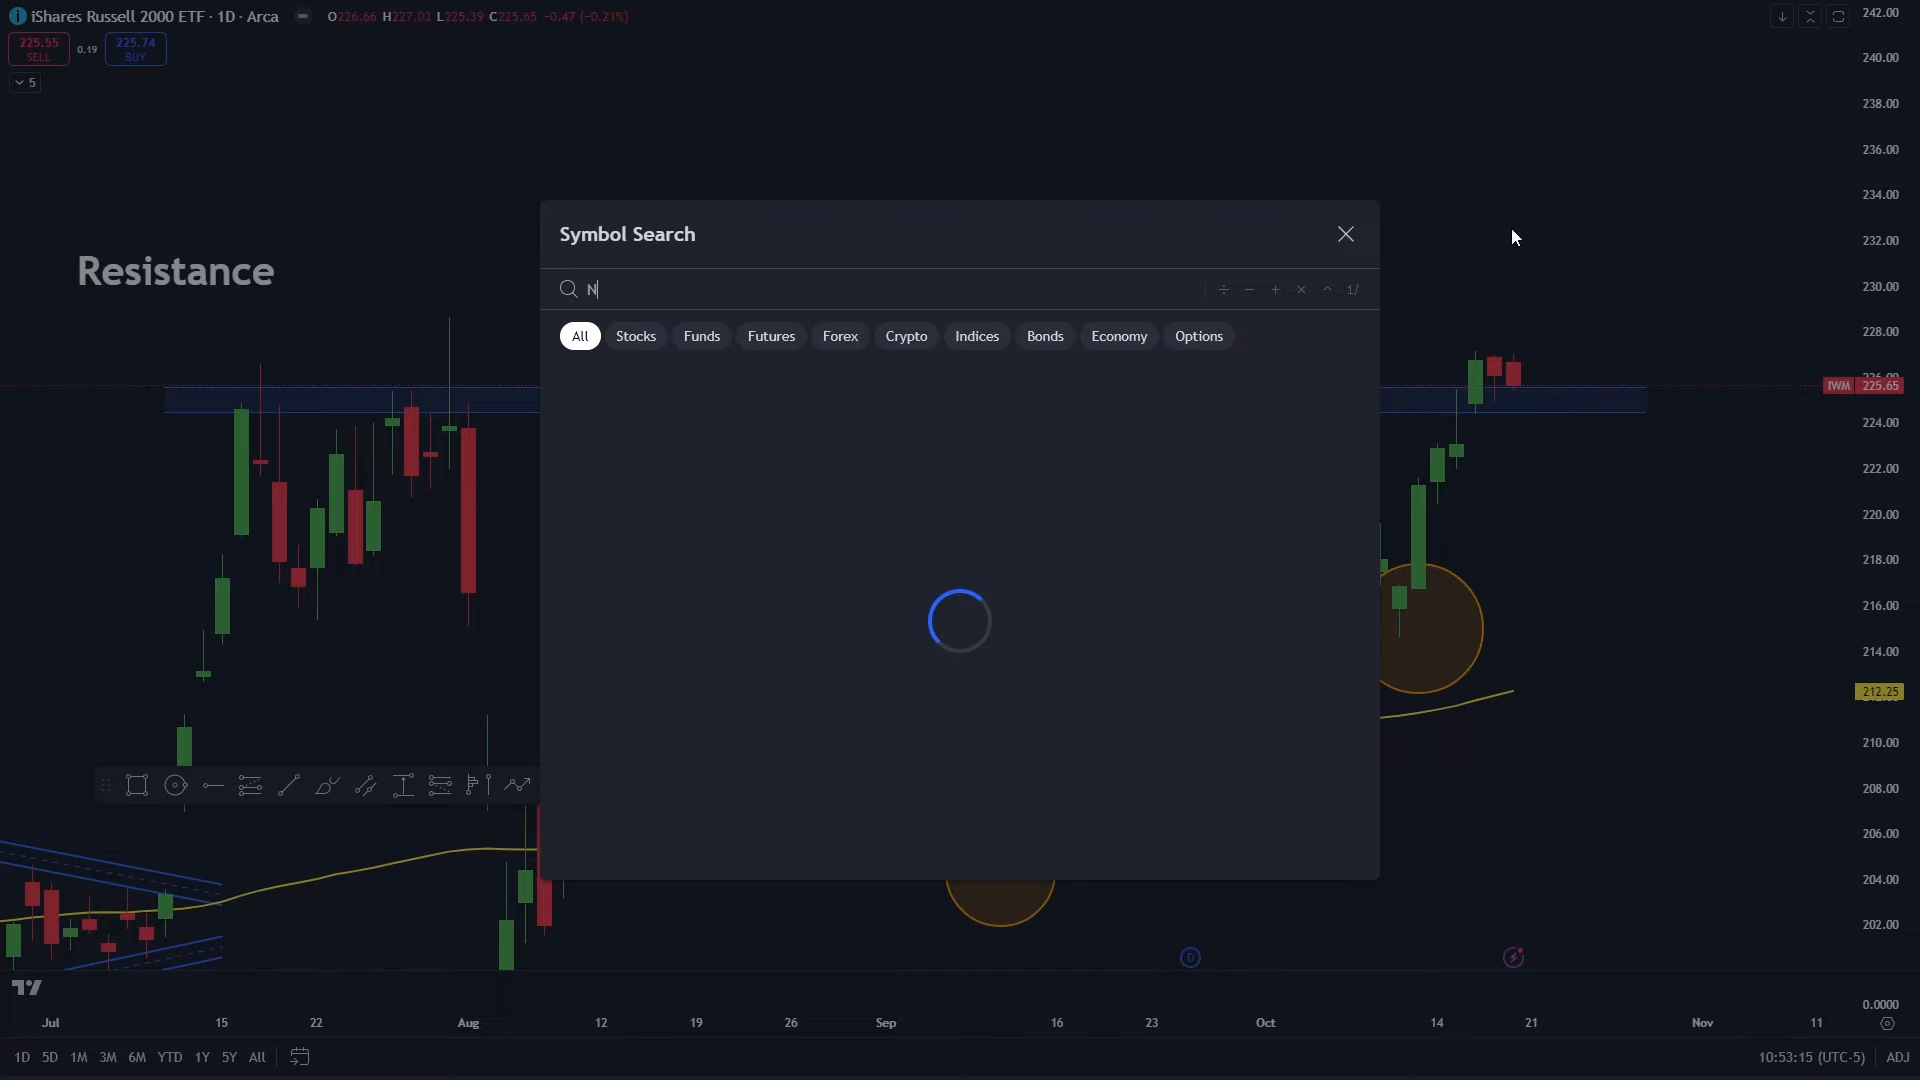 iShares Russell 2000 ETF · 1D · Arca
O226.66 H227.03 L225.39 C225.65 -0.47 (-0.21%)
225.55
SELL
0.19
225.74
BUY
5
Resistance
Symbol Search
N
÷ − + × ^ 1/
All Stocks Funds Futures Forex Crypto Indices Bonds Economy Options
242.00
240.00
238.00
236.00
234.00
232.00
230.00
228.00
IWM 225.65
224.00
222.00
220.00
218.00
216.00
214.00
212.25
210.00
208.00
206.00
204.00
202.00
0.0000
D
Jul 15 22 Aug 12 19 26 Sep 16 23 Oct 14 21 Nov 11
1D 5D 1M 3M 6M YTD 1Y 5Y All
10:53:15 (UTC-5) ADJ